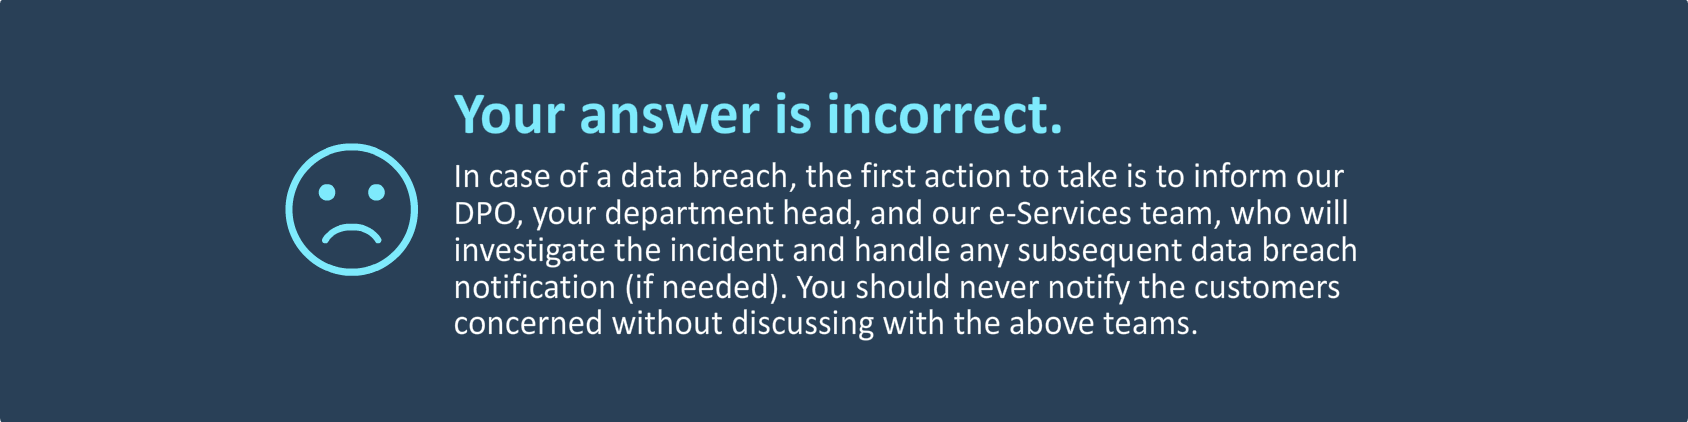 Your answer is incorrect.
In case of a data breach, the first action to take is to inform our
DPO, your department head, and our e-Services team, who will
investigate the incident and handle any subsequent data breach
notification (if needed). You should never notify the customers
concerned without discussing with the above teams.